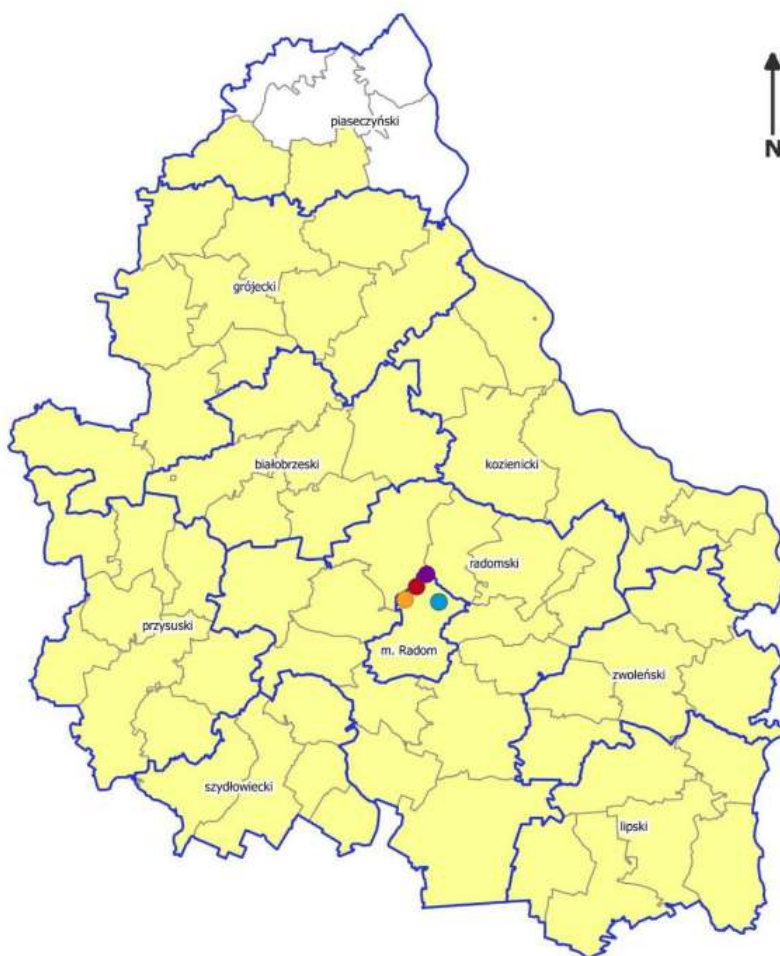 N
piaseczyński
grójecki
białobrzeski
kozienicki
radomski
przysuski
m. Radom
zwoleński
szydłowiecki
lipski